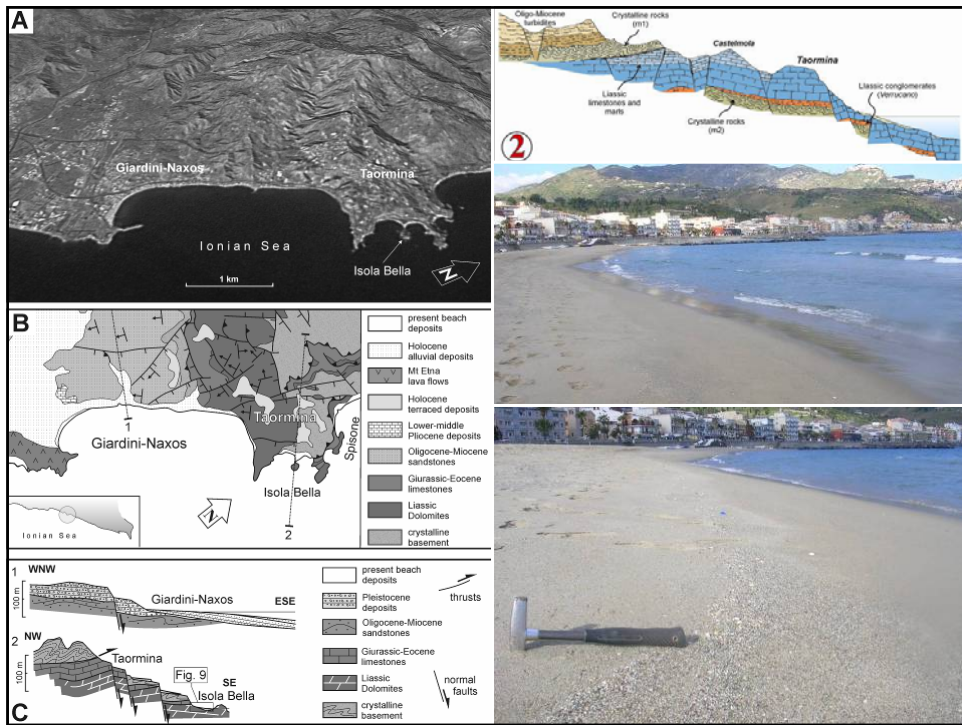 A
Giardini-Naxos
Taormina
Ionian Sea
Isola Bella
1 km
N
B
1
Giardini-Naxos
Taormina
Spisone
Isola Bella
2
N
Ionian Sea
present beach
deposits
Holocene
alluvial deposits
Mt Etna
lava flows
Holocene
terraced deposits
Lower-middle
Pliocene deposits
Oligocene-Miocene
sandstones
Giurassic-Eocene
limestones
Liassic
Dolomites
crystalline
basement
1
WNW
100 m
Giardini-Naxos
ESE
2
NW
100 m
Taormina
Fig. 9
SE
Isola Bella
C
present beach
deposits
Pleistocene
deposits
Oligocene-Miocene
sandstones
Giurassic-Eocene
limestones
Liassic
Dolomites
crystalline
basement
thrusts
normal
faults
Oligo-Miocene
turbidites
Crystalline rocks
(m1)
Castelmola
Taormina
Liassic
limestones
and marls
Liassic conglomerates
(Verrucano)
Crystalline rocks
(m2)
2